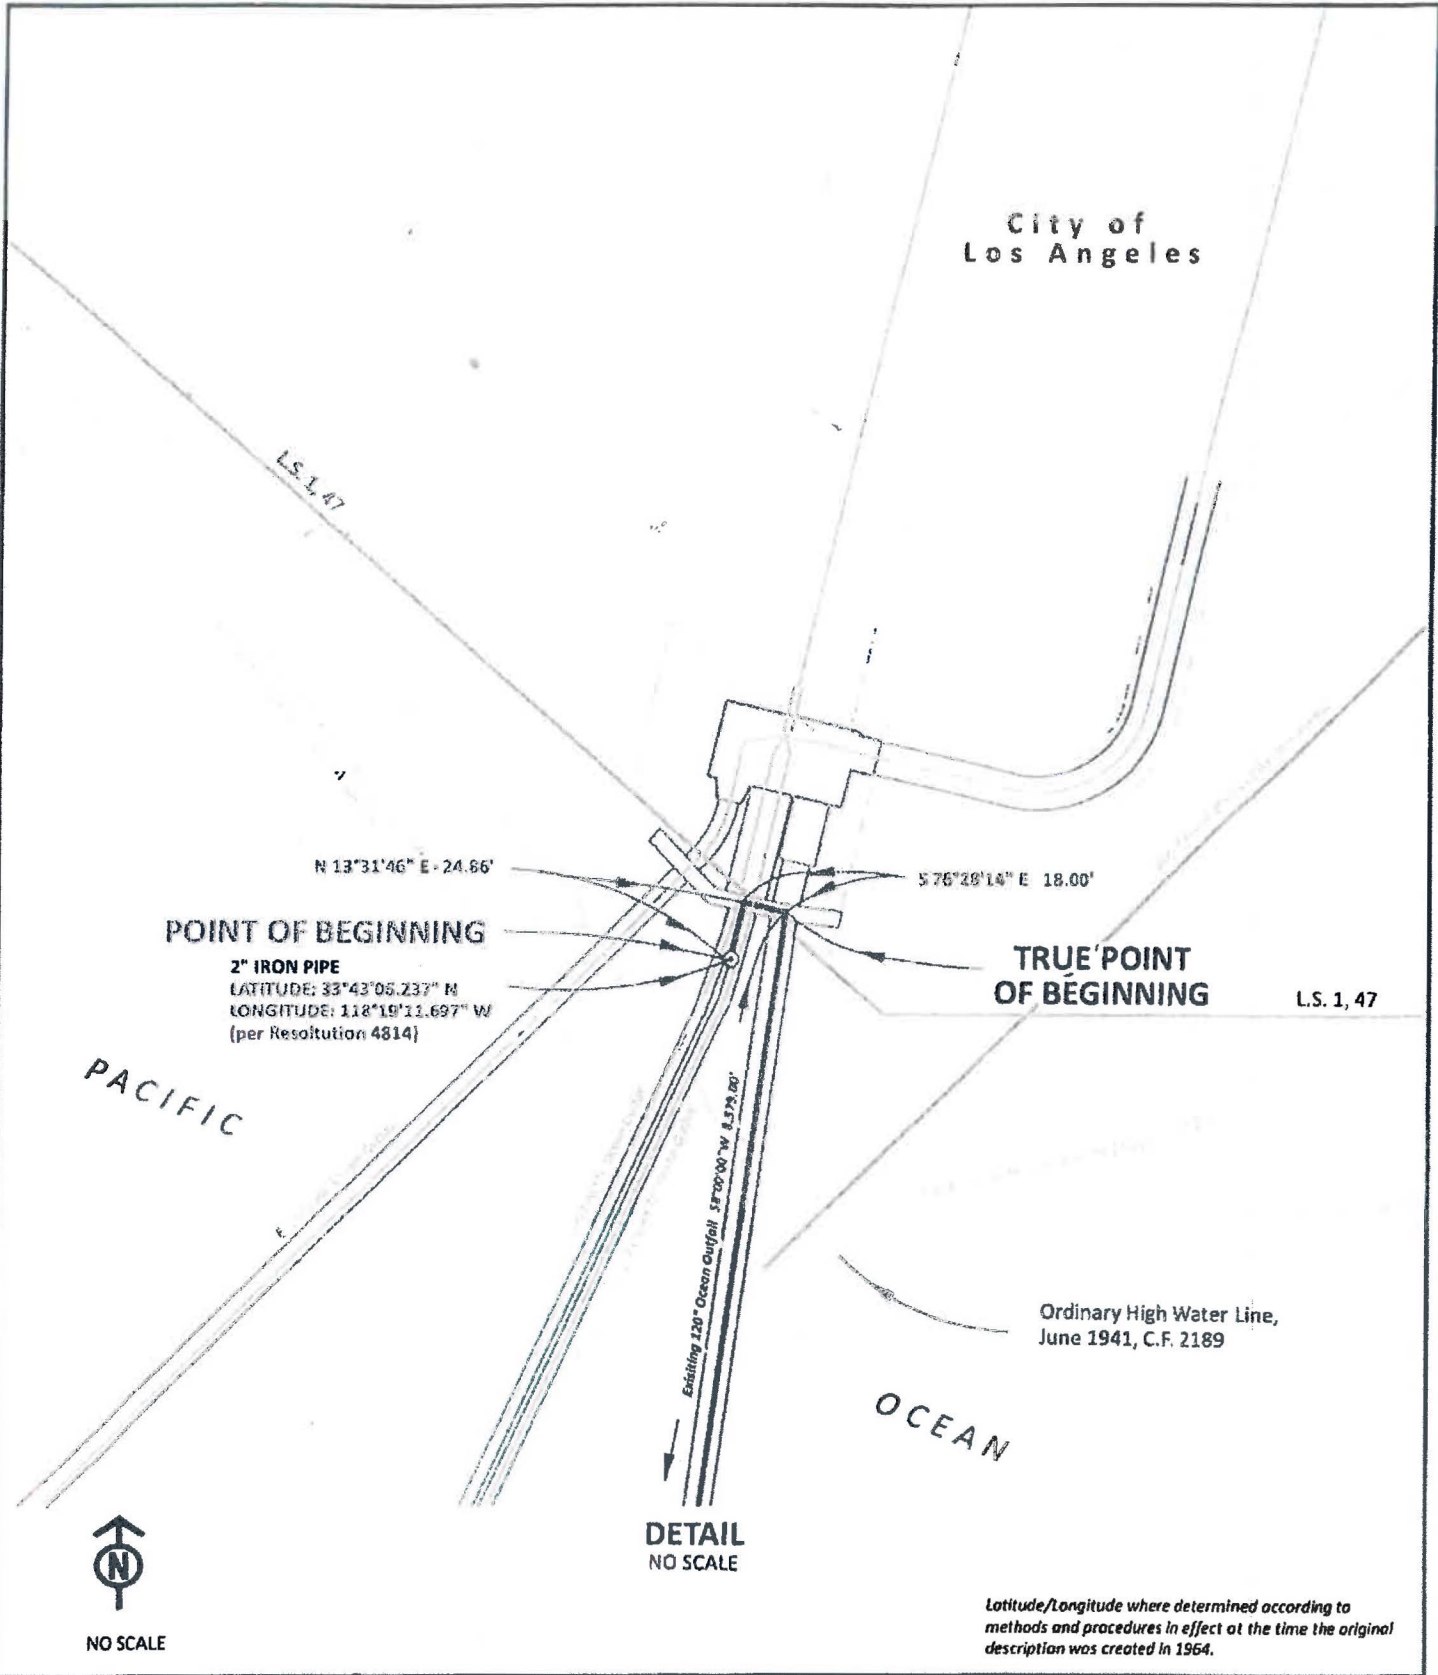 City of
Los Angeles
L.S. 1, 47
N 13°31'46" E - 24.86'
S 76°28'14" E 18.00'
POINT OF BEGINNING
2" IRON PIPE
LATITUDE: 33°43'06.237" N
LONGITUDE: 118°19'11.697" W
(per Resoltution 4814)
TRUE POINT
OF BEGINNING
L.S. 1, 47
PACIFIC
Exisiting 120" Ocean Outfall S8°00'00"W 8,579.00'
Ordinary High Water Line,
June 1941, C.F. 2189
OCEAN
DETAIL
NO SCALE
N
NO SCALE
Latitude/Longitude where determined according to
methods and procedures in effect at the time the original
description was created in 1964.